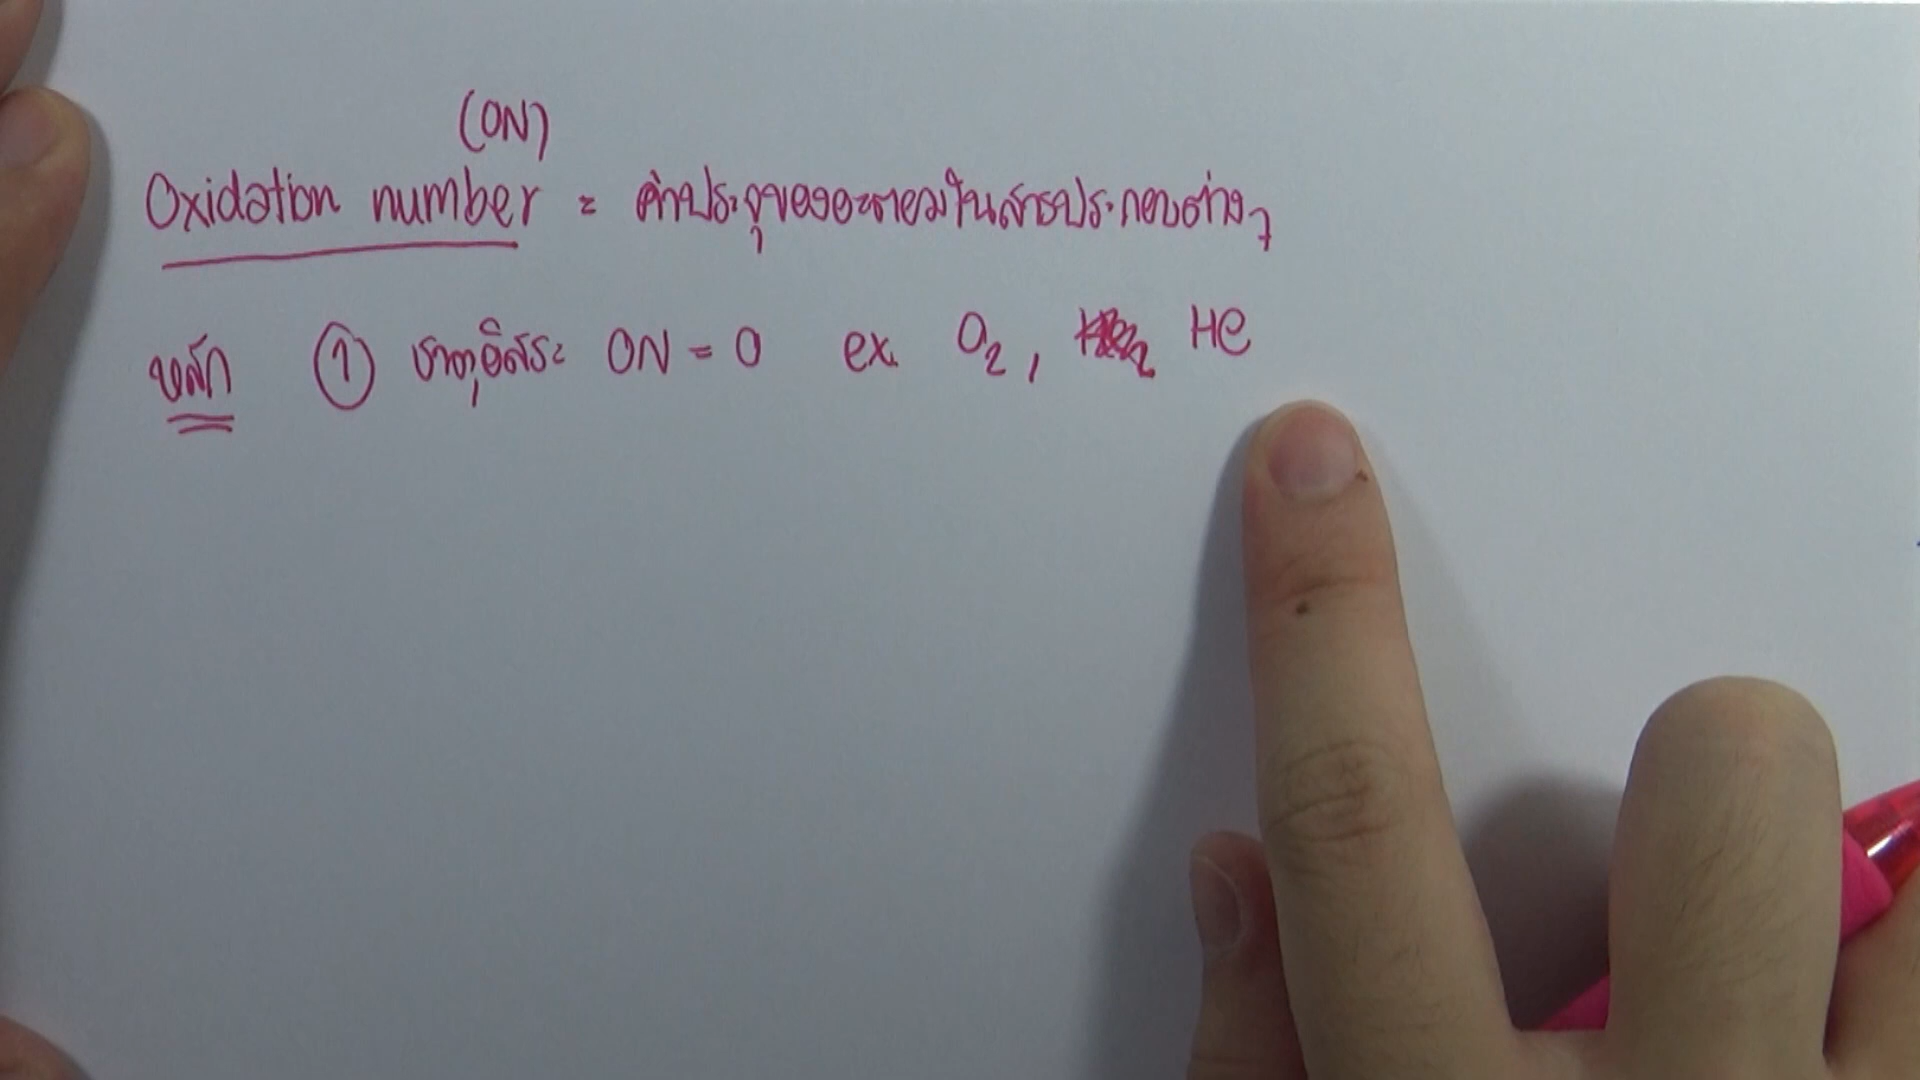 (ON)
Oxidation number = ค่าประจุของอะตอมในสารประกอบต่างๆ
หลัก ① ธาตุอิสระ ON = 0 ex. O₂, He